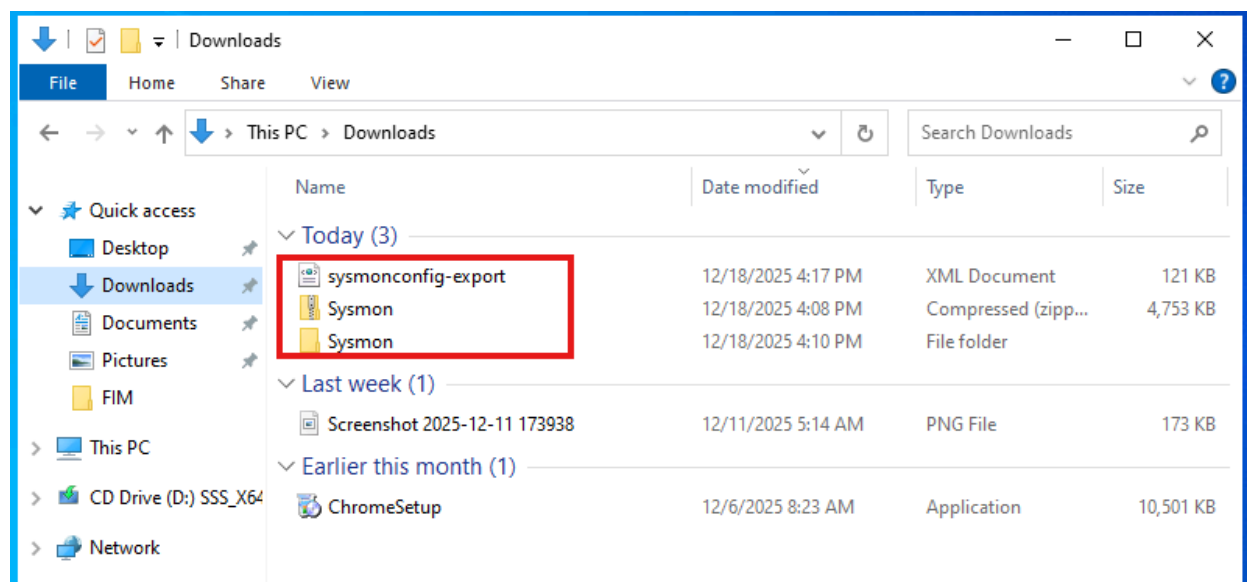 Downloads
File Home Share View
This PC > Downloads
Search Downloads
Name Date modified Type Size
Quick access
Desktop
Downloads
Documents
Pictures
FIM
This PC
CD Drive (D:) SSS_X64
Network
Today (3)
sysmonconfig-export 12/18/2025 4:17 PM XML Document 121 KB
Sysmon 12/18/2025 4:08 PM Compressed (zipp... 4,753 KB
Sysmon 12/18/2025 4:10 PM File folder
Last week (1)
Screenshot 2025-12-11 173938 12/11/2025 5:14 AM PNG File 173 KB
Earlier this month (1)
ChromeSetup 12/6/2025 8:23 AM Application 10,501 KB